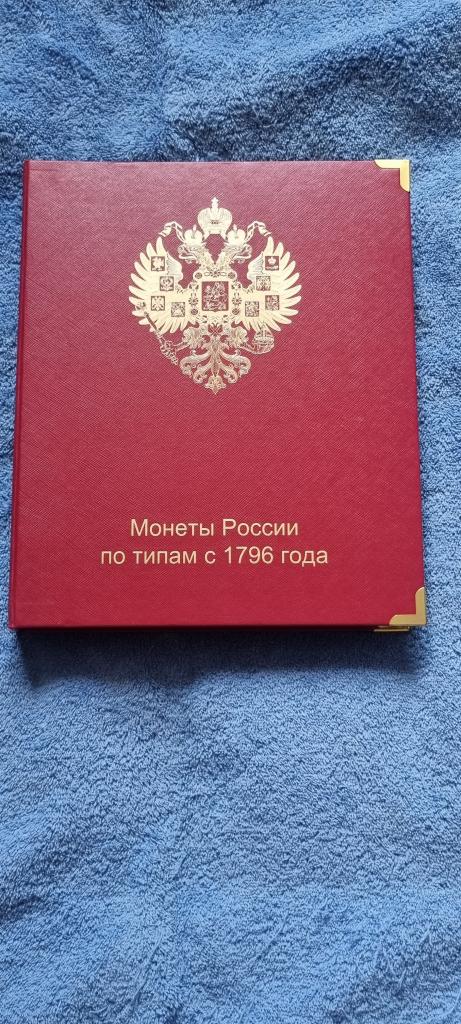 Монеты России
по типам с 1796 года